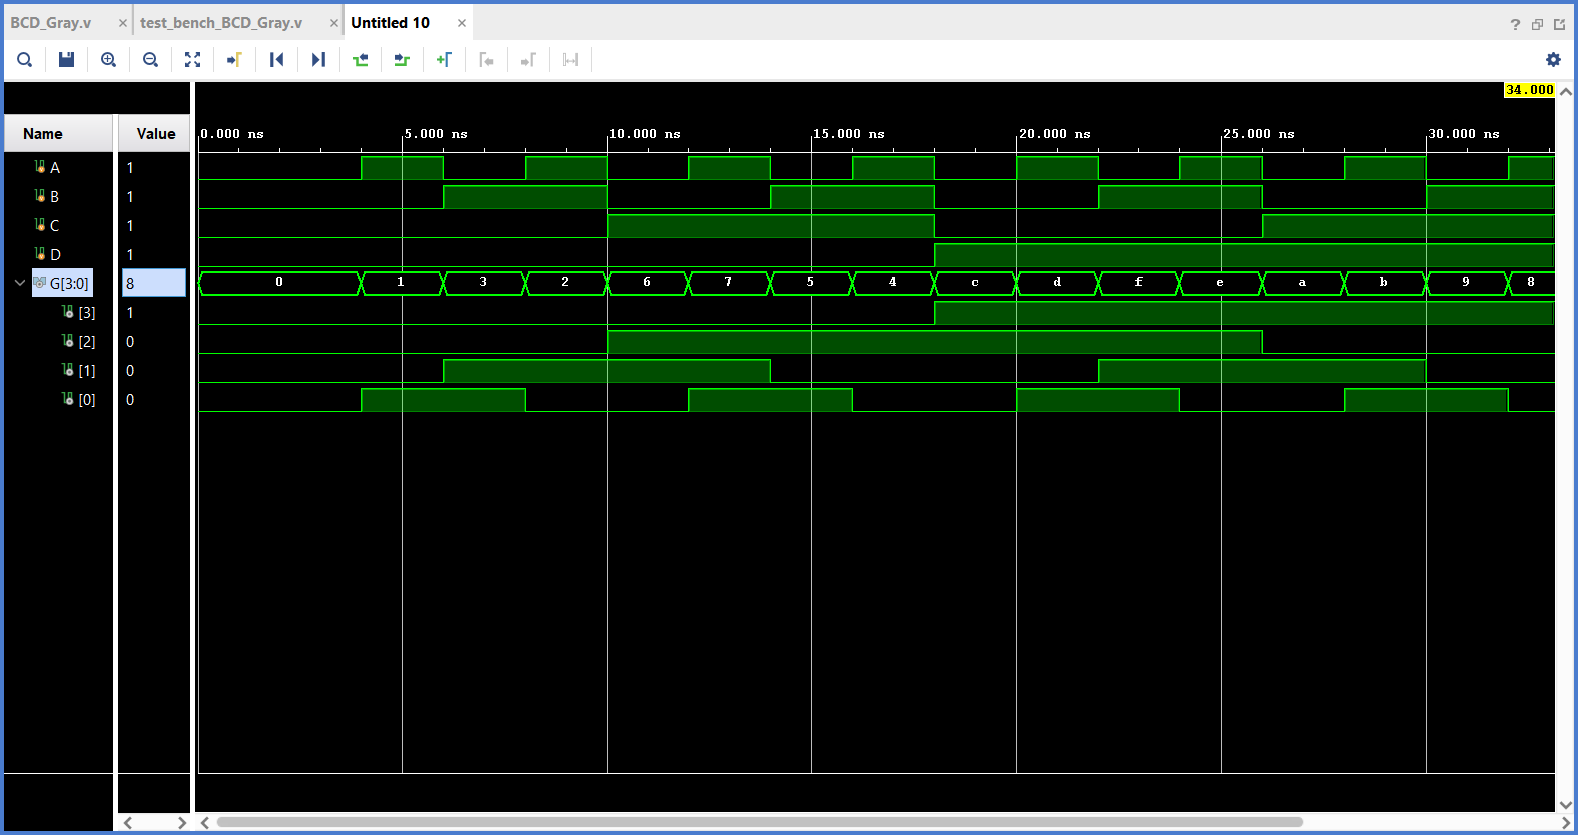 BCD_Gray.v × test_bench_BCD_Gray.v × Untitled 10 ×
?
34.000
Name Value
0.000 ns 5.000 ns 10.000 ns 15.000 ns 20.000 ns 25.000 ns 30.000 ns
A 1
B 1
C 1
D 1
G[3:0] 8 0 1 3 2 6 7 5 4 c d f e a b 9 8
[3] 1
[2] 0
[1] 0
[0] 0